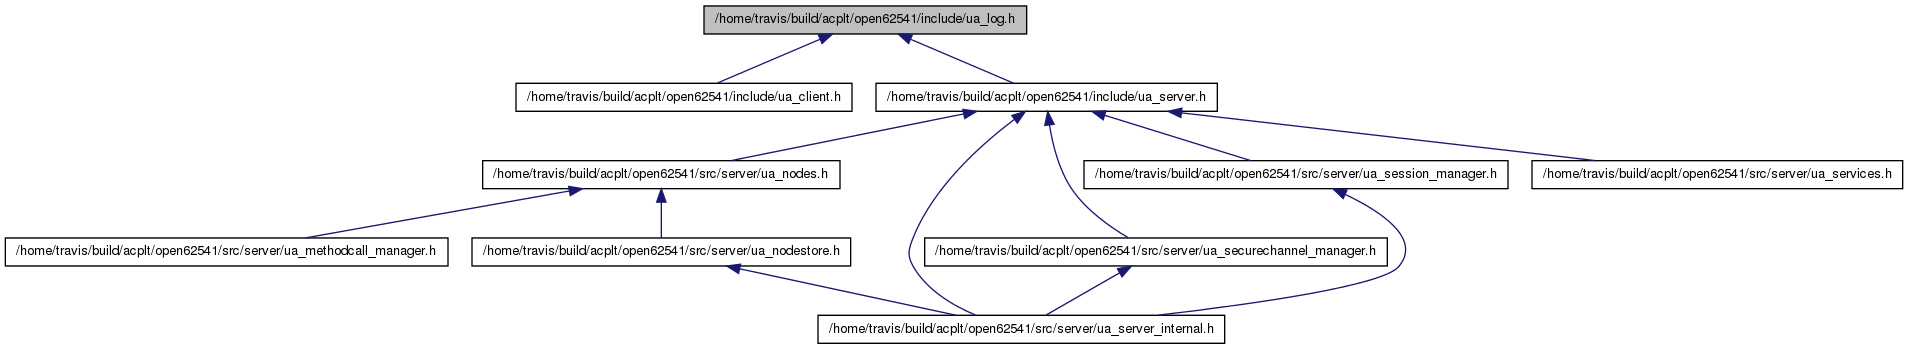 /home/travis/build/acplt/open62541/include/ua_log.h
/home/travis/build/acplt/open62541/include/ua_client.h
/home/travis/build/acplt/open62541/include/ua_server.h
/home/travis/build/acplt/open62541/src/server/ua_nodes.h
/home/travis/build/acplt/open62541/src/server/ua_session_manager.h
/home/travis/build/acplt/open62541/src/server/ua_services.h
/home/travis/build/acplt/open62541/src/server/ua_methodcall_manager.h
/home/travis/build/acplt/open62541/src/server/ua_nodestore.h
/home/travis/build/acplt/open62541/src/server/ua_securechannel_manager.h
/home/travis/build/acplt/open62541/src/server/ua_server_internal.h